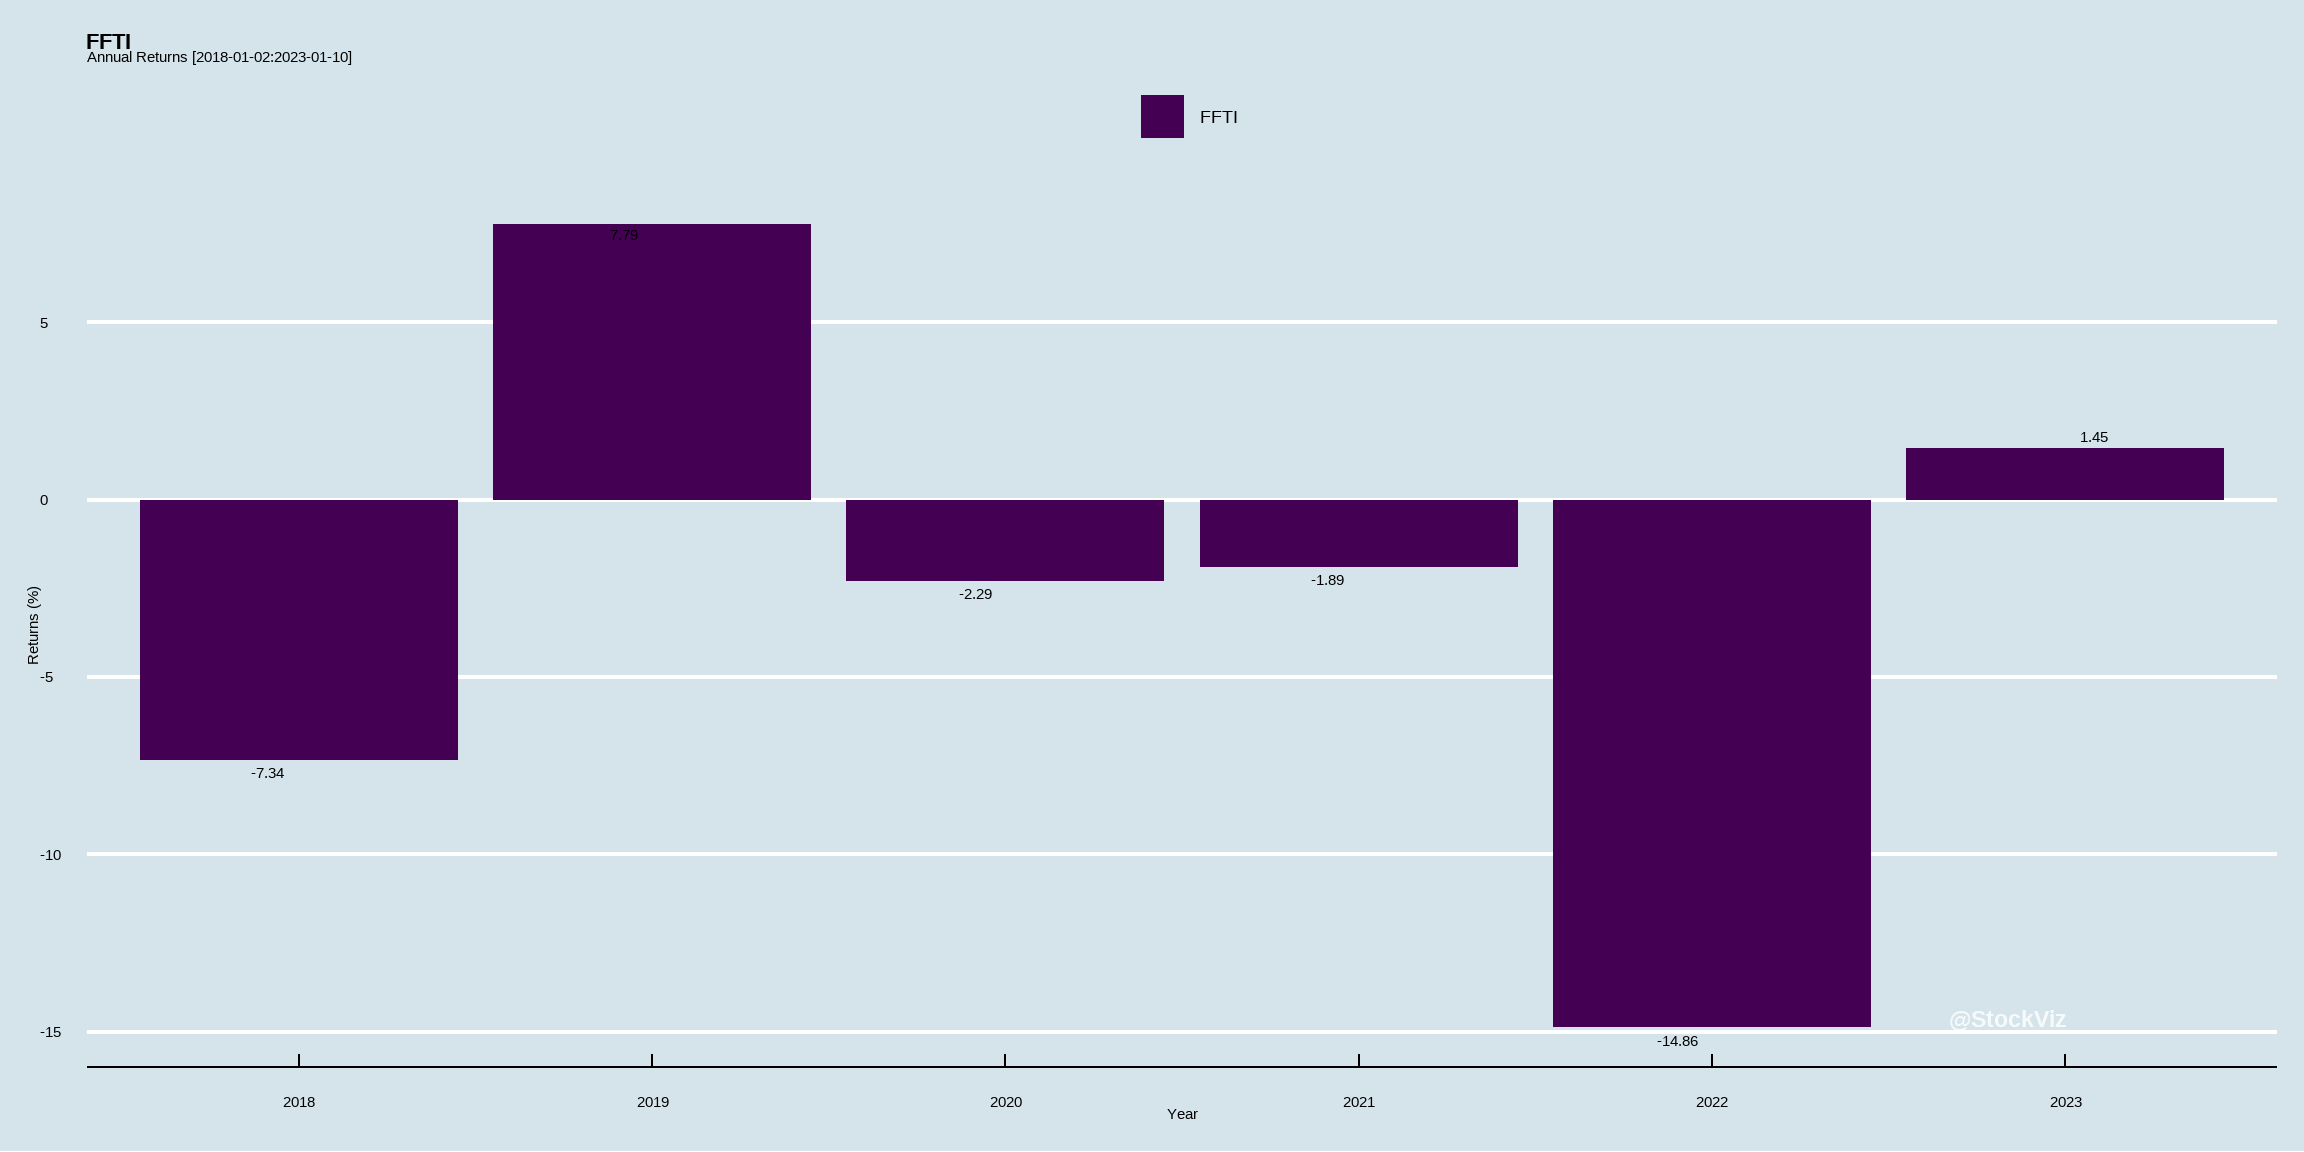 FFTI
Annual Returns [2018-01-02:2023-01-10]
FFTI
7.79
5
1.45
0
-1.89
-2.29
Returns (%)
-5
-7.34
-10
@StockViz
-15
-14.86
2018 2019 2020 2021 2022 2023
Year